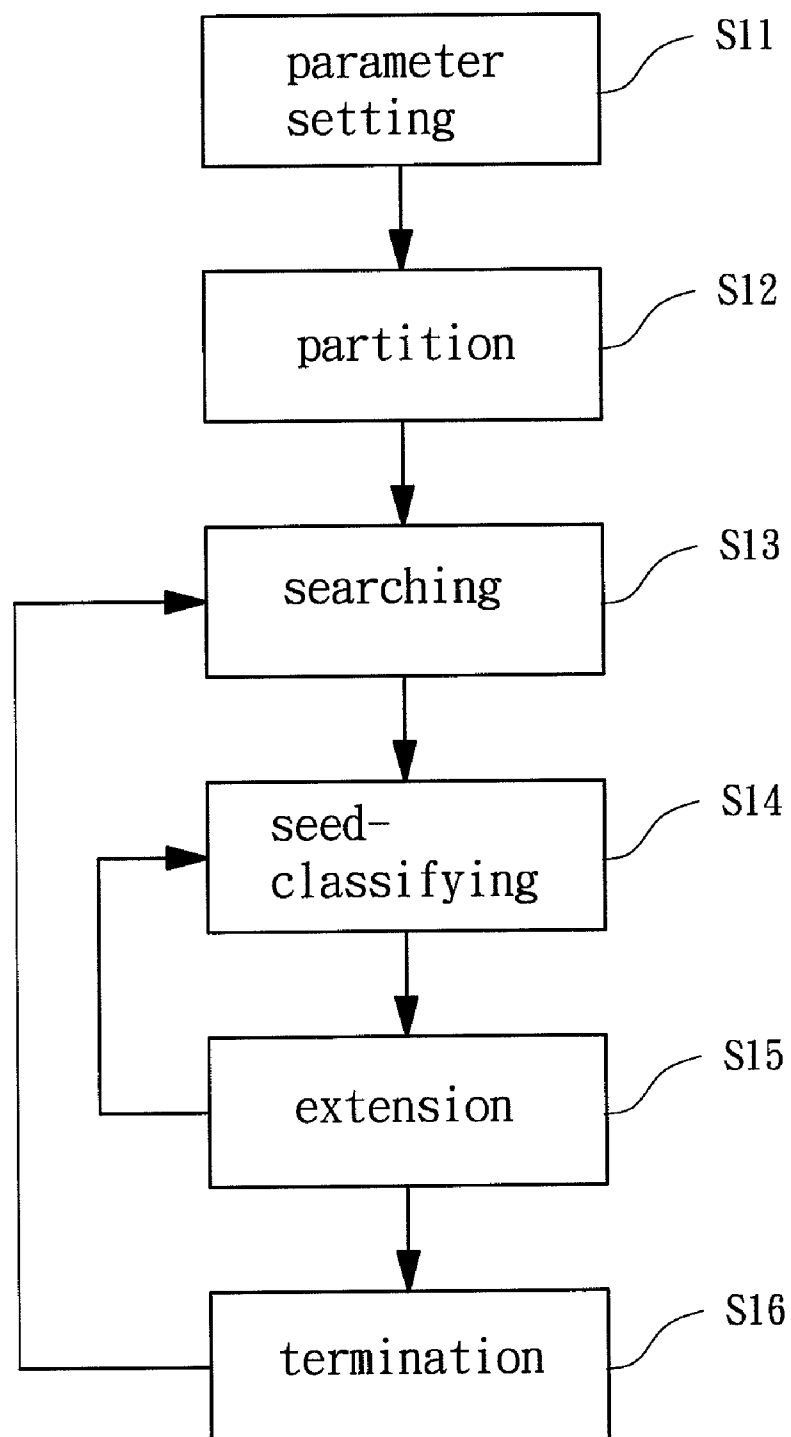 parameter
setting
S11
partition
S12
searching
S13
seed-
classifying
S14
extension
S15
termination
S16